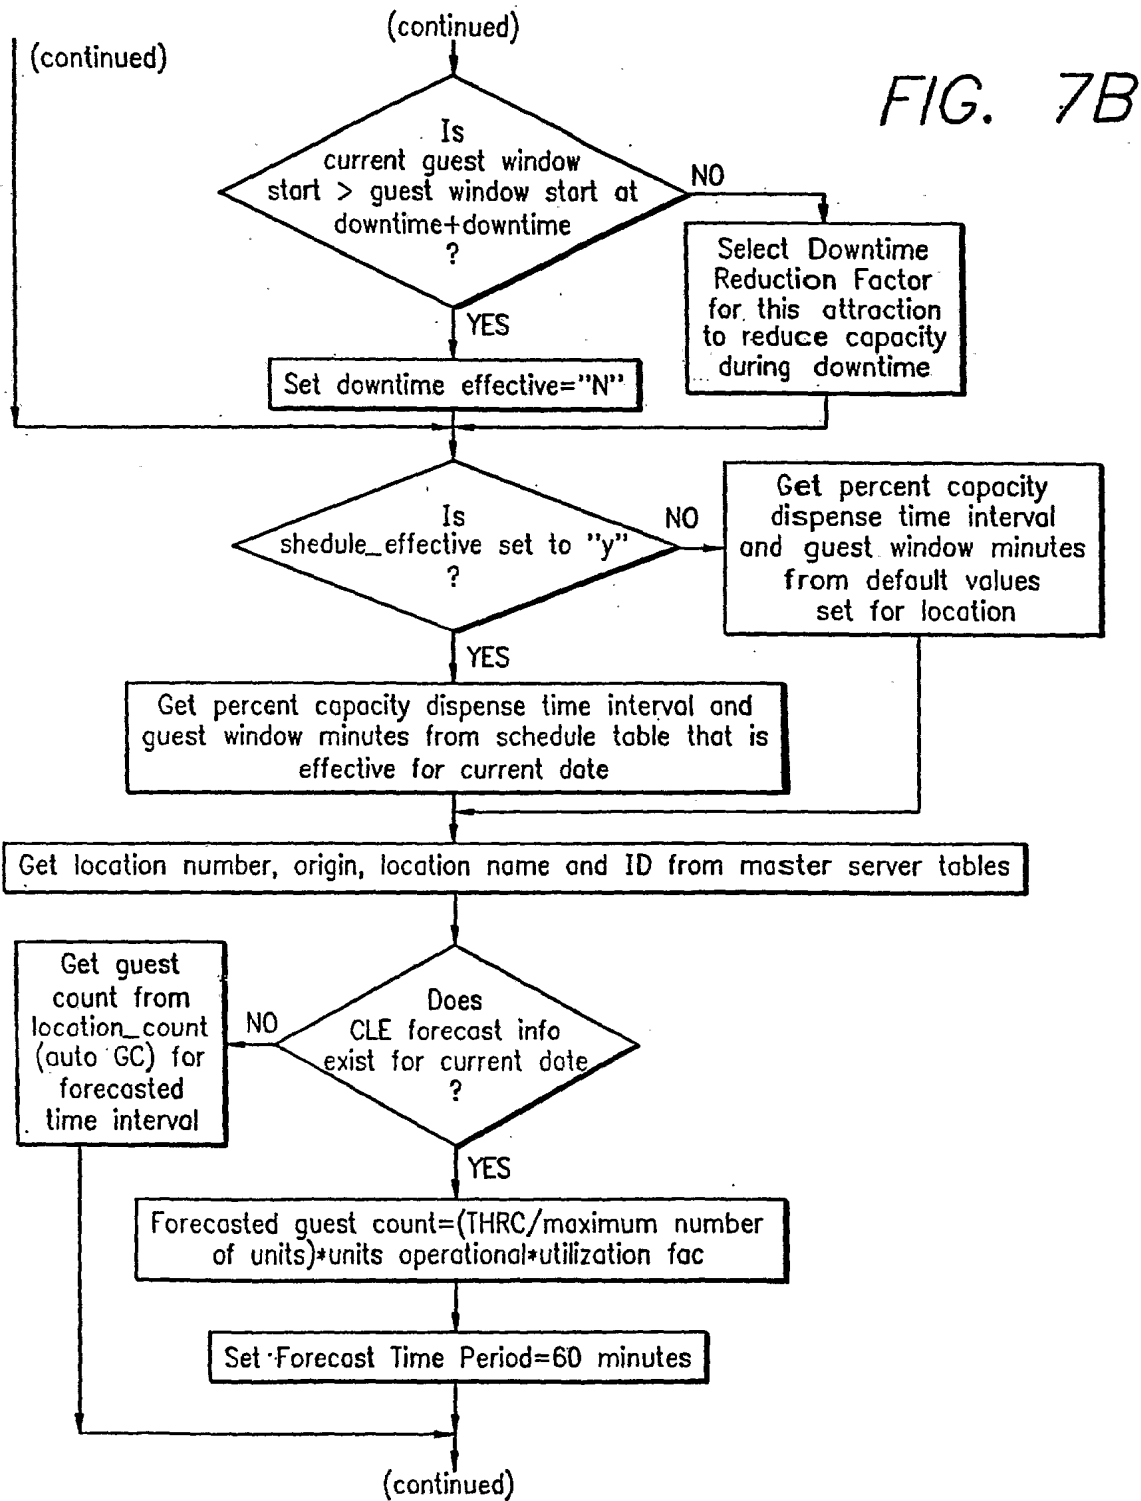 (continued)
(continued)
FIG. 7B
Is
current guest window
start > guest window start at
downtime+downtime
?
NO
Select Downtime
Reduction Factor
for this attraction
to reduce capacity
during downtime
YES
Set downtime effective="N"
Is
shedule_effective set to "y"
?
NO
Get percent capacity
dispense time interval
and guest window minutes
from default values
set for location
YES
Get percent capacity dispense time interval and
guest window minutes from schedule table that is
effective for current date
Get location number, origin, location name and ID from master server tables
Does
CLE forecast info
exist for current date
?
NO
Get guest
count from
location_count
(auto GC) for
forecasted
time interval
YES
Forecasted guest count=(THRC/maximum number
of units)*units operational*utilization fac
Set Forecast Time Period=60 minutes
(continued)